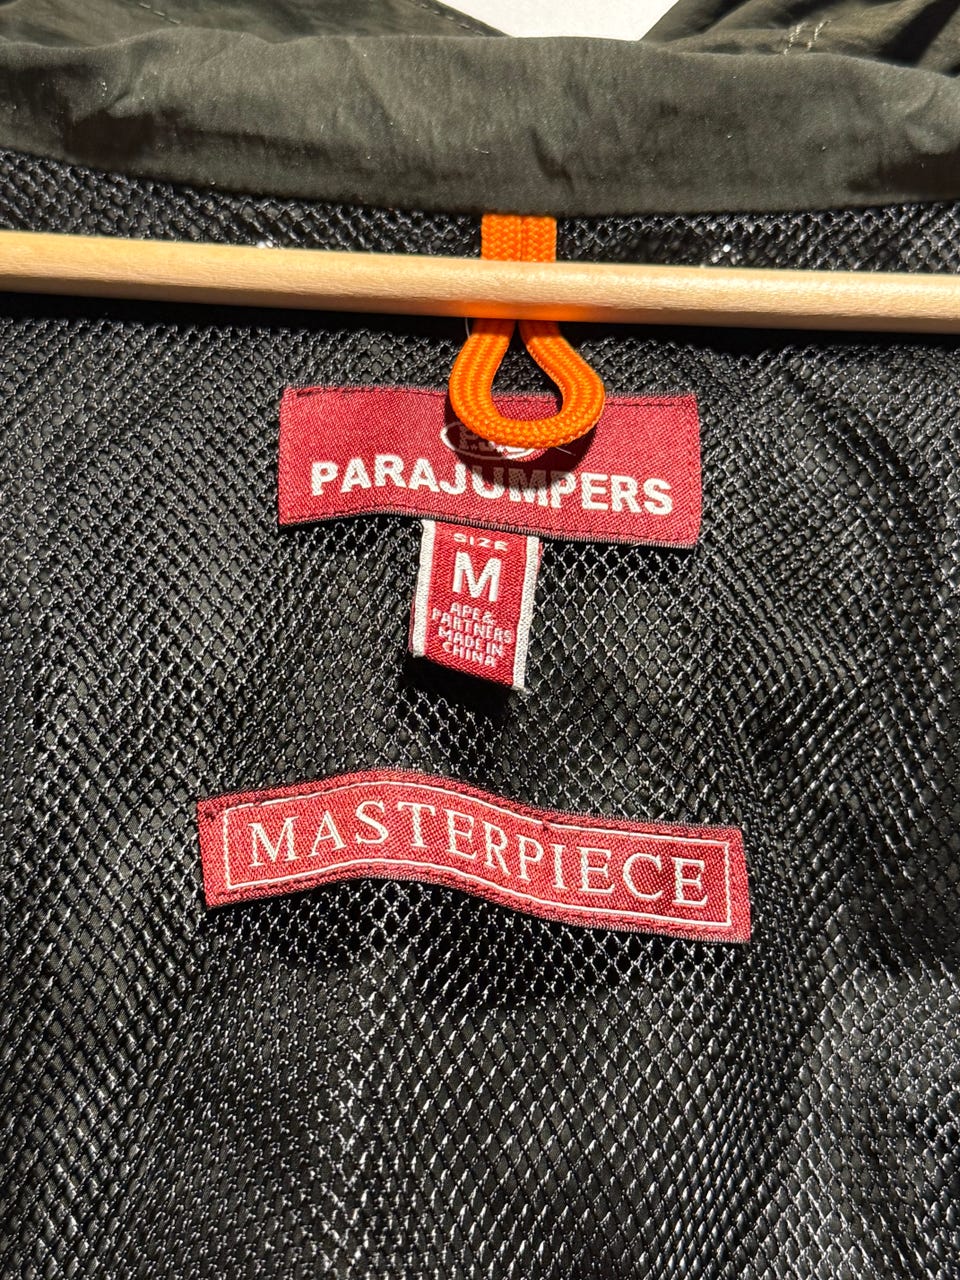 PARAJUMPERS
SIZE
M
APE &
PARTNERS
MADE IN
CHINA
MASTERPIECE